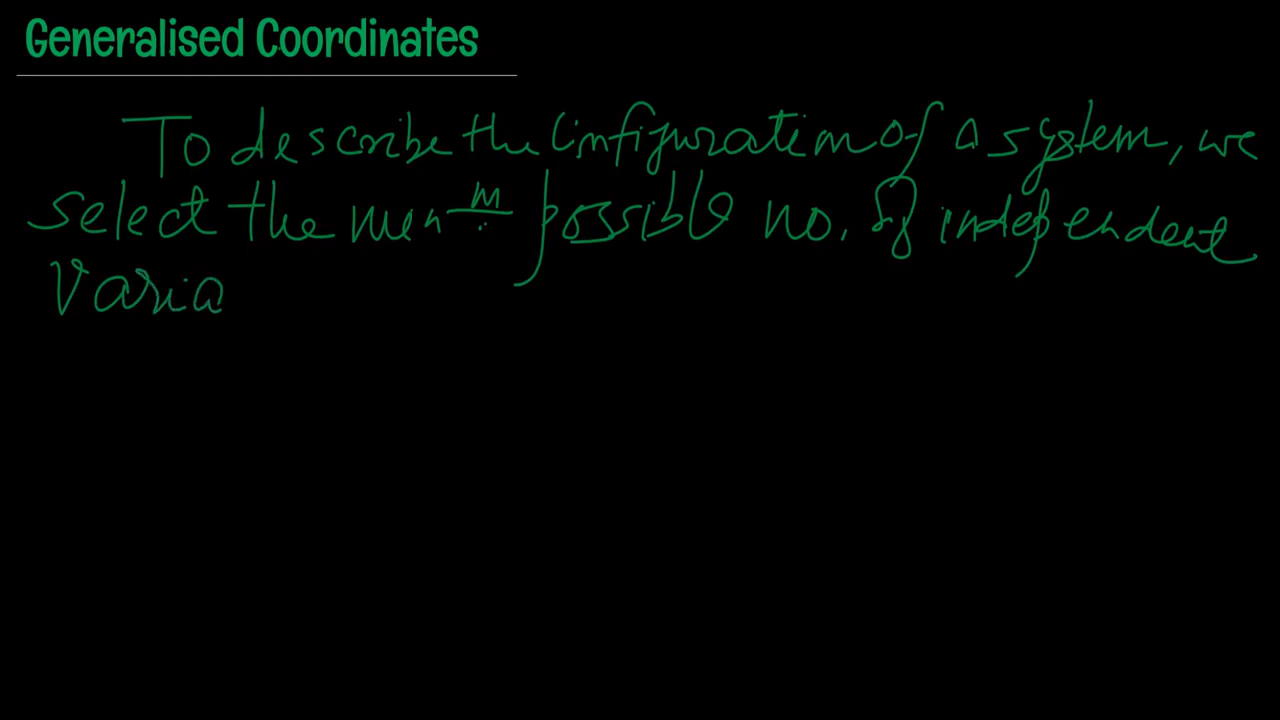 Generalised Coordinates
To describe the Configuration of a system, we
select the minm possible no. of independent
Varia